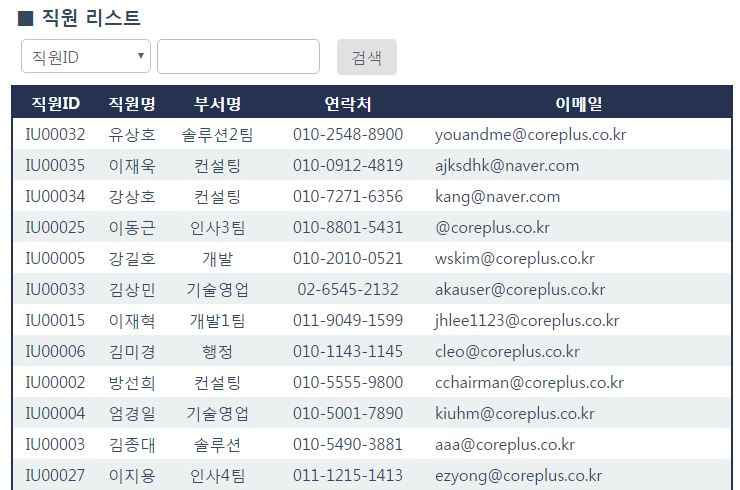 ■ 직원 리스트
직원ID 검색
직원ID 직원명 부서명 연락처 이메일
IU00032 유상호 솔루션2팀 010-2548-8900 youandme@coreplus.co.kr
IU00035 이재욱 컨설팅 010-0912-4819 ajksdhk@naver.com
IU00034 강상호 컨설팅 010-7271-6356 kang@naver.com
IU00025 이동근 인사3팀 010-8801-5431 @coreplus.co.kr
IU00005 강길호 개발 010-2010-0521 wskim@coreplus.co.kr
IU00033 김상민 기술영업 02-6545-2132 akauser@coreplus.co.kr
IU00015 이재혁 개발1팀 011-9049-1599 jhlee1123@coreplus.co.kr
IU00006 김미경 행정 010-1143-1145 cleo@coreplus.co.kr
IU00002 방선희 컨설팅 010-5555-9800 cchairman@coreplus.co.kr
IU00004 엄경일 기술영업 010-5001-7890 kiuhm@coreplus.co.kr
IU00003 김종대 솔루션 010-5490-3881 aaa@coreplus.co.kr
IU00027 이지용 인사4팀 011-1215-1413 ezyong@coreplus.co.kr